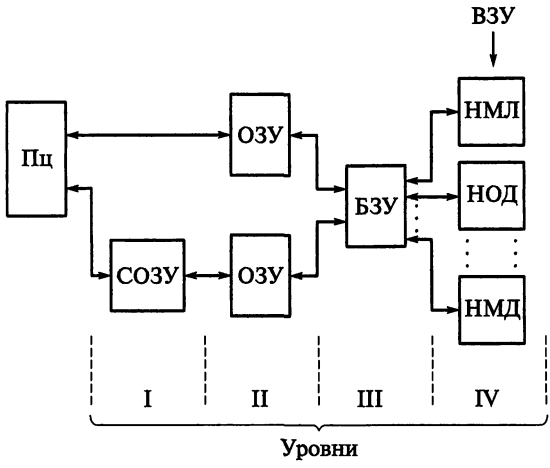 ВЗУ
НМЛ
ОЗУ
Пц
НОД
БЗУ
СОЗУ
ОЗУ
НМД
I
II
III
IV
Уровни